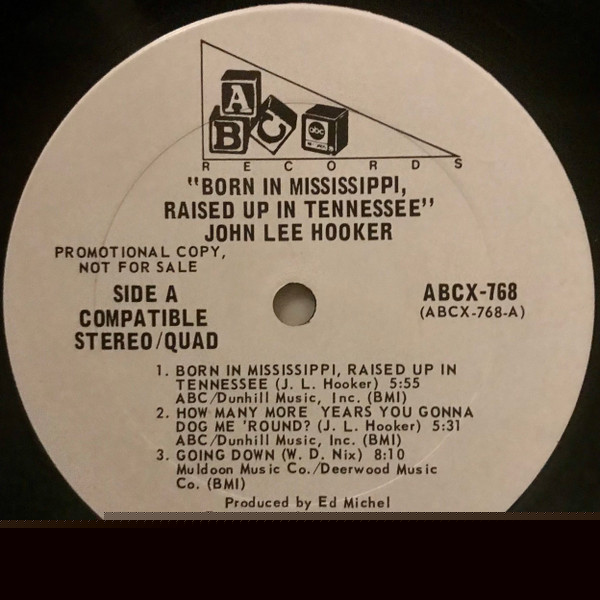 A
B C abc
RECORDS
"BORN IN MISSISSIPPI,
RAISED UP IN TENNESSEE"
JOHN LEE HOOKER
PROMOTIONAL COPY,
NOT FOR SALE
SIDE A
COMPATIBLE
STEREO/QUAD
ABCX-768
(ABCX-768-A)
1. BORN IN MISSISSIPPI, RAISED UP IN
TENNESSEE (J. L. Hooker) 5:55
ABC/Dunhill Music, Inc. (BMI)
2. HOW MANY MORE YEARS YOU GONNA
DOG ME 'ROUND? (J. L. Hooker) 5:31
ABC/Dunhill Music, Inc. (BMI)
3. GOING DOWN (W. D. Nix) 8:10
Muldoon Music Co./Deerwood Music
Co. (BMI)
Produced by Ed Michel